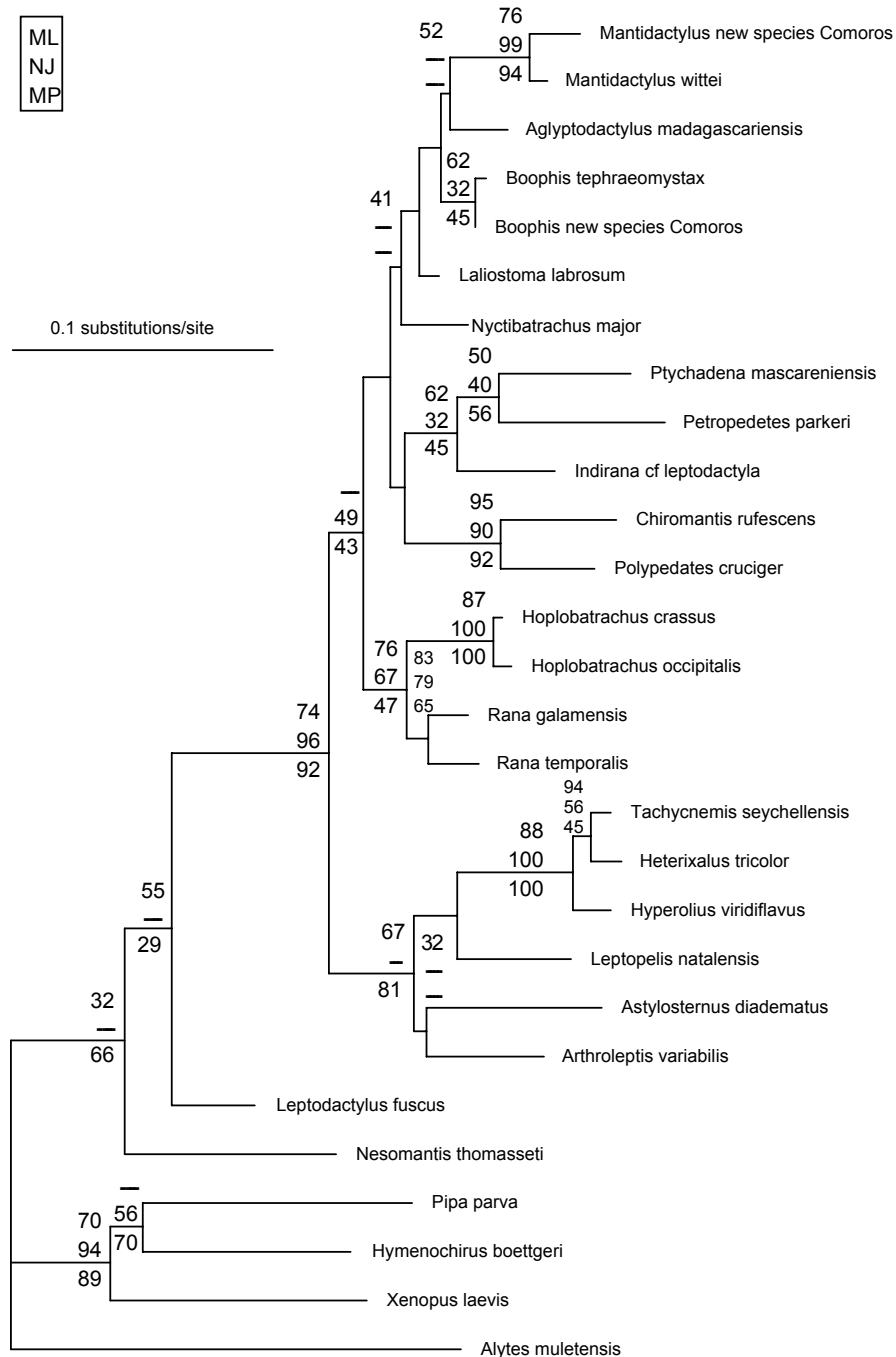 ML
NJ
MP
52
—
—
76
99
94
Mantidactylus new species Comoros
Mantidactylus wittei
Aglyptodactylus madagascariensis
62
32
45
Boophis tephraeomystax
Boophis new species Comoros
41
—
—
Laliostoma labrosum
0.1 substitutions/site
Nyctibatrachus major
50
40
56
Ptychadena mascareniensis
Petropedetes parkeri
62
32
45
Indirana cf leptodactyla
95
90
92
Chiromantis rufescens
Polypedates cruciger
—
49
43
87
100
100
Hoplobatrachus crassus
Hoplobatrachus occipitalis
76
67
47
83
79
65
Rana galamensis
Rana temporalis
74
96
92
94
56
45
Tachycnemis seychellensis
Heterixalus tricolor
88
100
100
Hyperolius viridiflavus
55
—
29
67
—
81
32
—
—
Leptopelis natalensis
Astylosternus diadematus
Arthroleptis variabilis
32
—
66
Leptodactylus fuscus
Nesomantis thomasseti
—
56
70
Pipa parva
70
94
89
Hymenochirus boettgeri
Xenopus laevis
Alytes muletensis